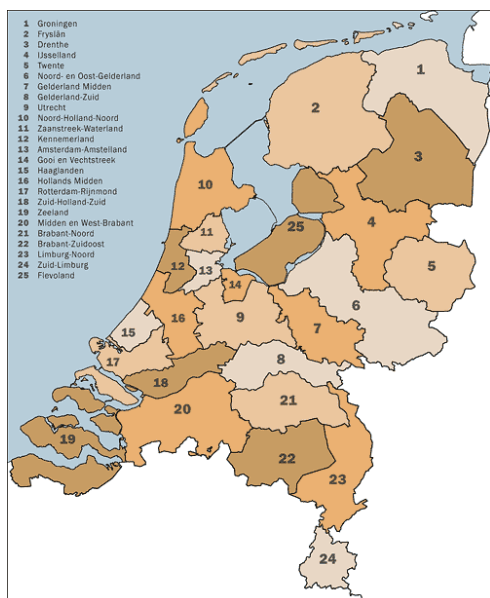 1 Groningen
2 Fryslân
3 Drenthe
4 IJsselland
5 Twente
6 Noord- en Oost-Gelderland
7 Gelderland Midden
8 Gelderland-Zuid
9 Utrecht
10 Noord-Holland-Noord
11 Zaanstreek-Waterland
12 Kennemerland
13 Amsterdam-Amstelland
14 Gooi en Vechtstreek
15 Haaglanden
16 Hollands Midden
17 Rotterdam-Rijnmond
18 Zuid-Holland-Zuid
19 Zeeland
20 Midden en West-Brabant
21 Brabant-Noord
22 Brabant-Zuidoost
23 Limburg-Noord
24 Zuid-Limburg
25 Flevoland
1
2
3
10
4
25
11
5
12
13
14
6
16
9
15
7
17
8
18
21
20
19
22
23
24